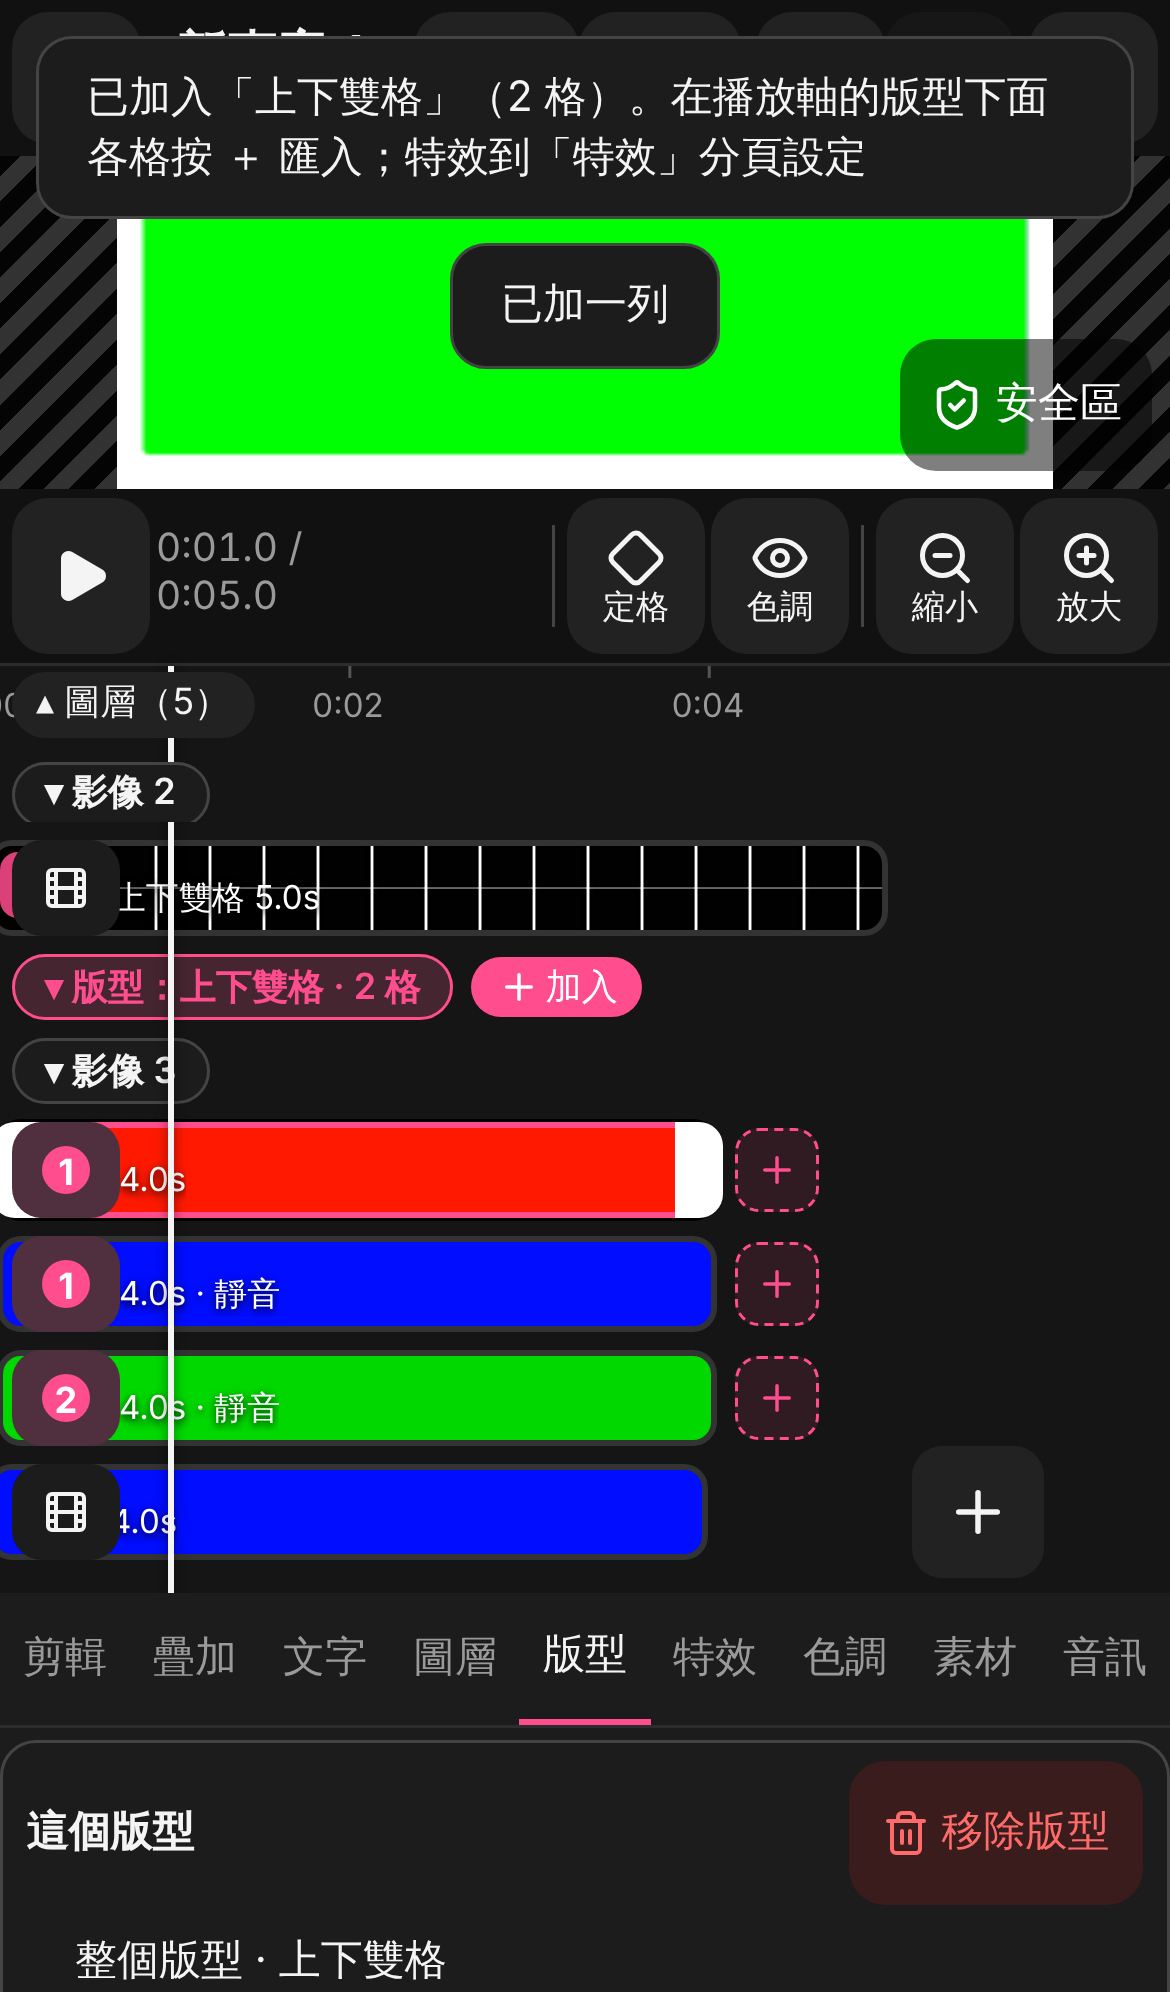 已加入「上下雙格」（2 格）。在播放軸的版型下面
各格按 ＋ 匯入；特效到「特效」分頁設定
已加一列
安全區
0:01.0 /
0:05.0
定格
色調
縮小
放大
▲ 圖層（5）
0:02
0:04
▼影像 2
上下雙格 5.0s
▼版型：上下雙格 · 2 格
＋ 加入
▼影像 3
1
4.0s
1
4.0s · 靜音
2
4.0s · 靜音
4.0s
剪輯 疊加 文字 圖層 版型 特效 色調 素材 音訊
這個版型
移除版型
整個版型 · 上下雙格